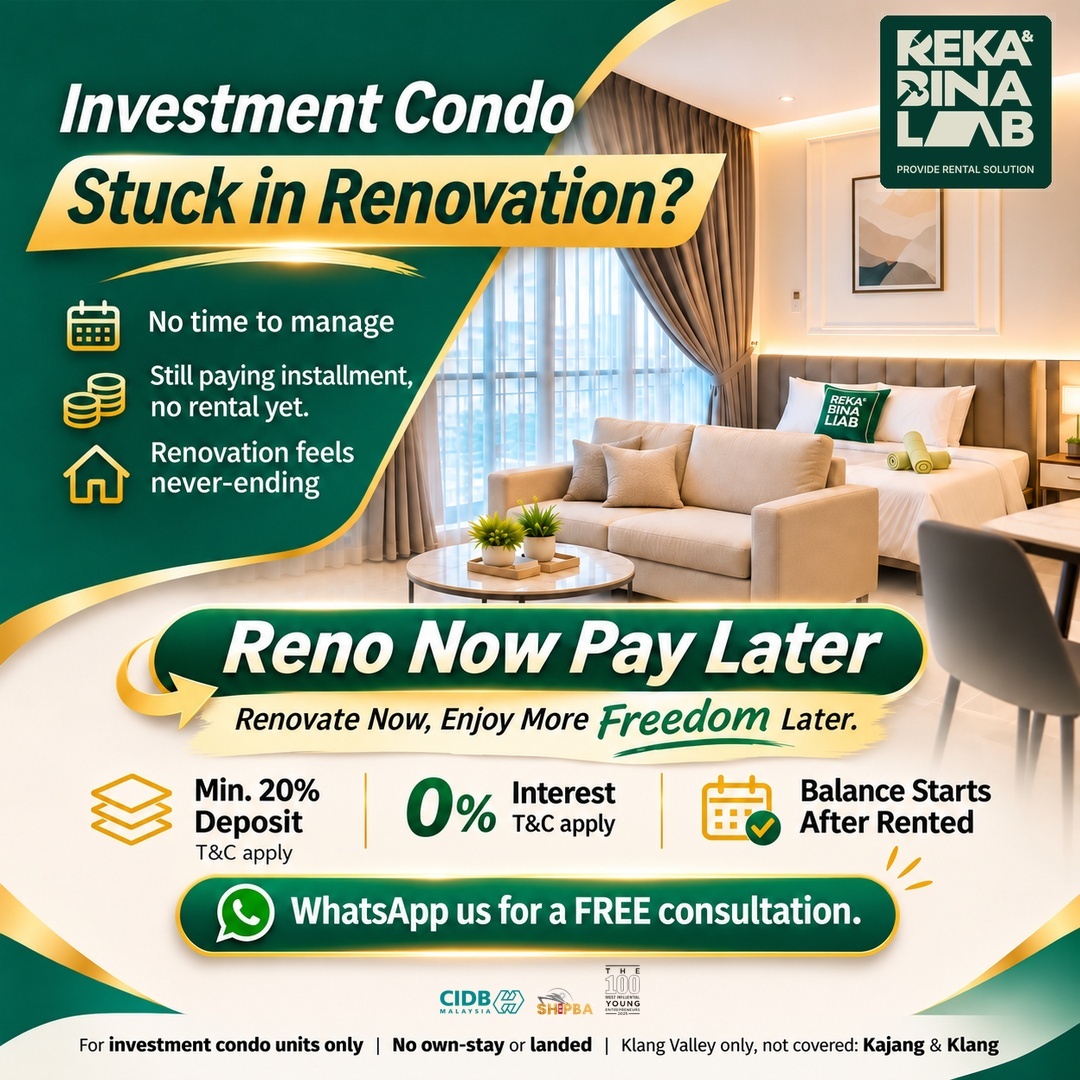 REKA &
BINA
LAB
PROVIDE RENTAL SOLUTION
Investment Condo
Stuck in Renovation?
No time to manage
Still paying installment,
no rental yet.
Renovation feels
never-ending
REKA &
BINA
LAB
Reno Now Pay Later
Renovate Now, Enjoy More Freedom Later.
Min. 20%
Deposit
T&C apply
0% Interest
T&C apply
Balance Starts
After Rented
WhatsApp us for a FREE consultation.
CIDB
MALAYSIA
SHIPBA
THE
100
MOST INFLUENTIAL
YOUNG
ENTREPRENEURS
2025
For investment condo units only | No own-stay or landed | Klang Valley only, not covered: Kajang & Klang